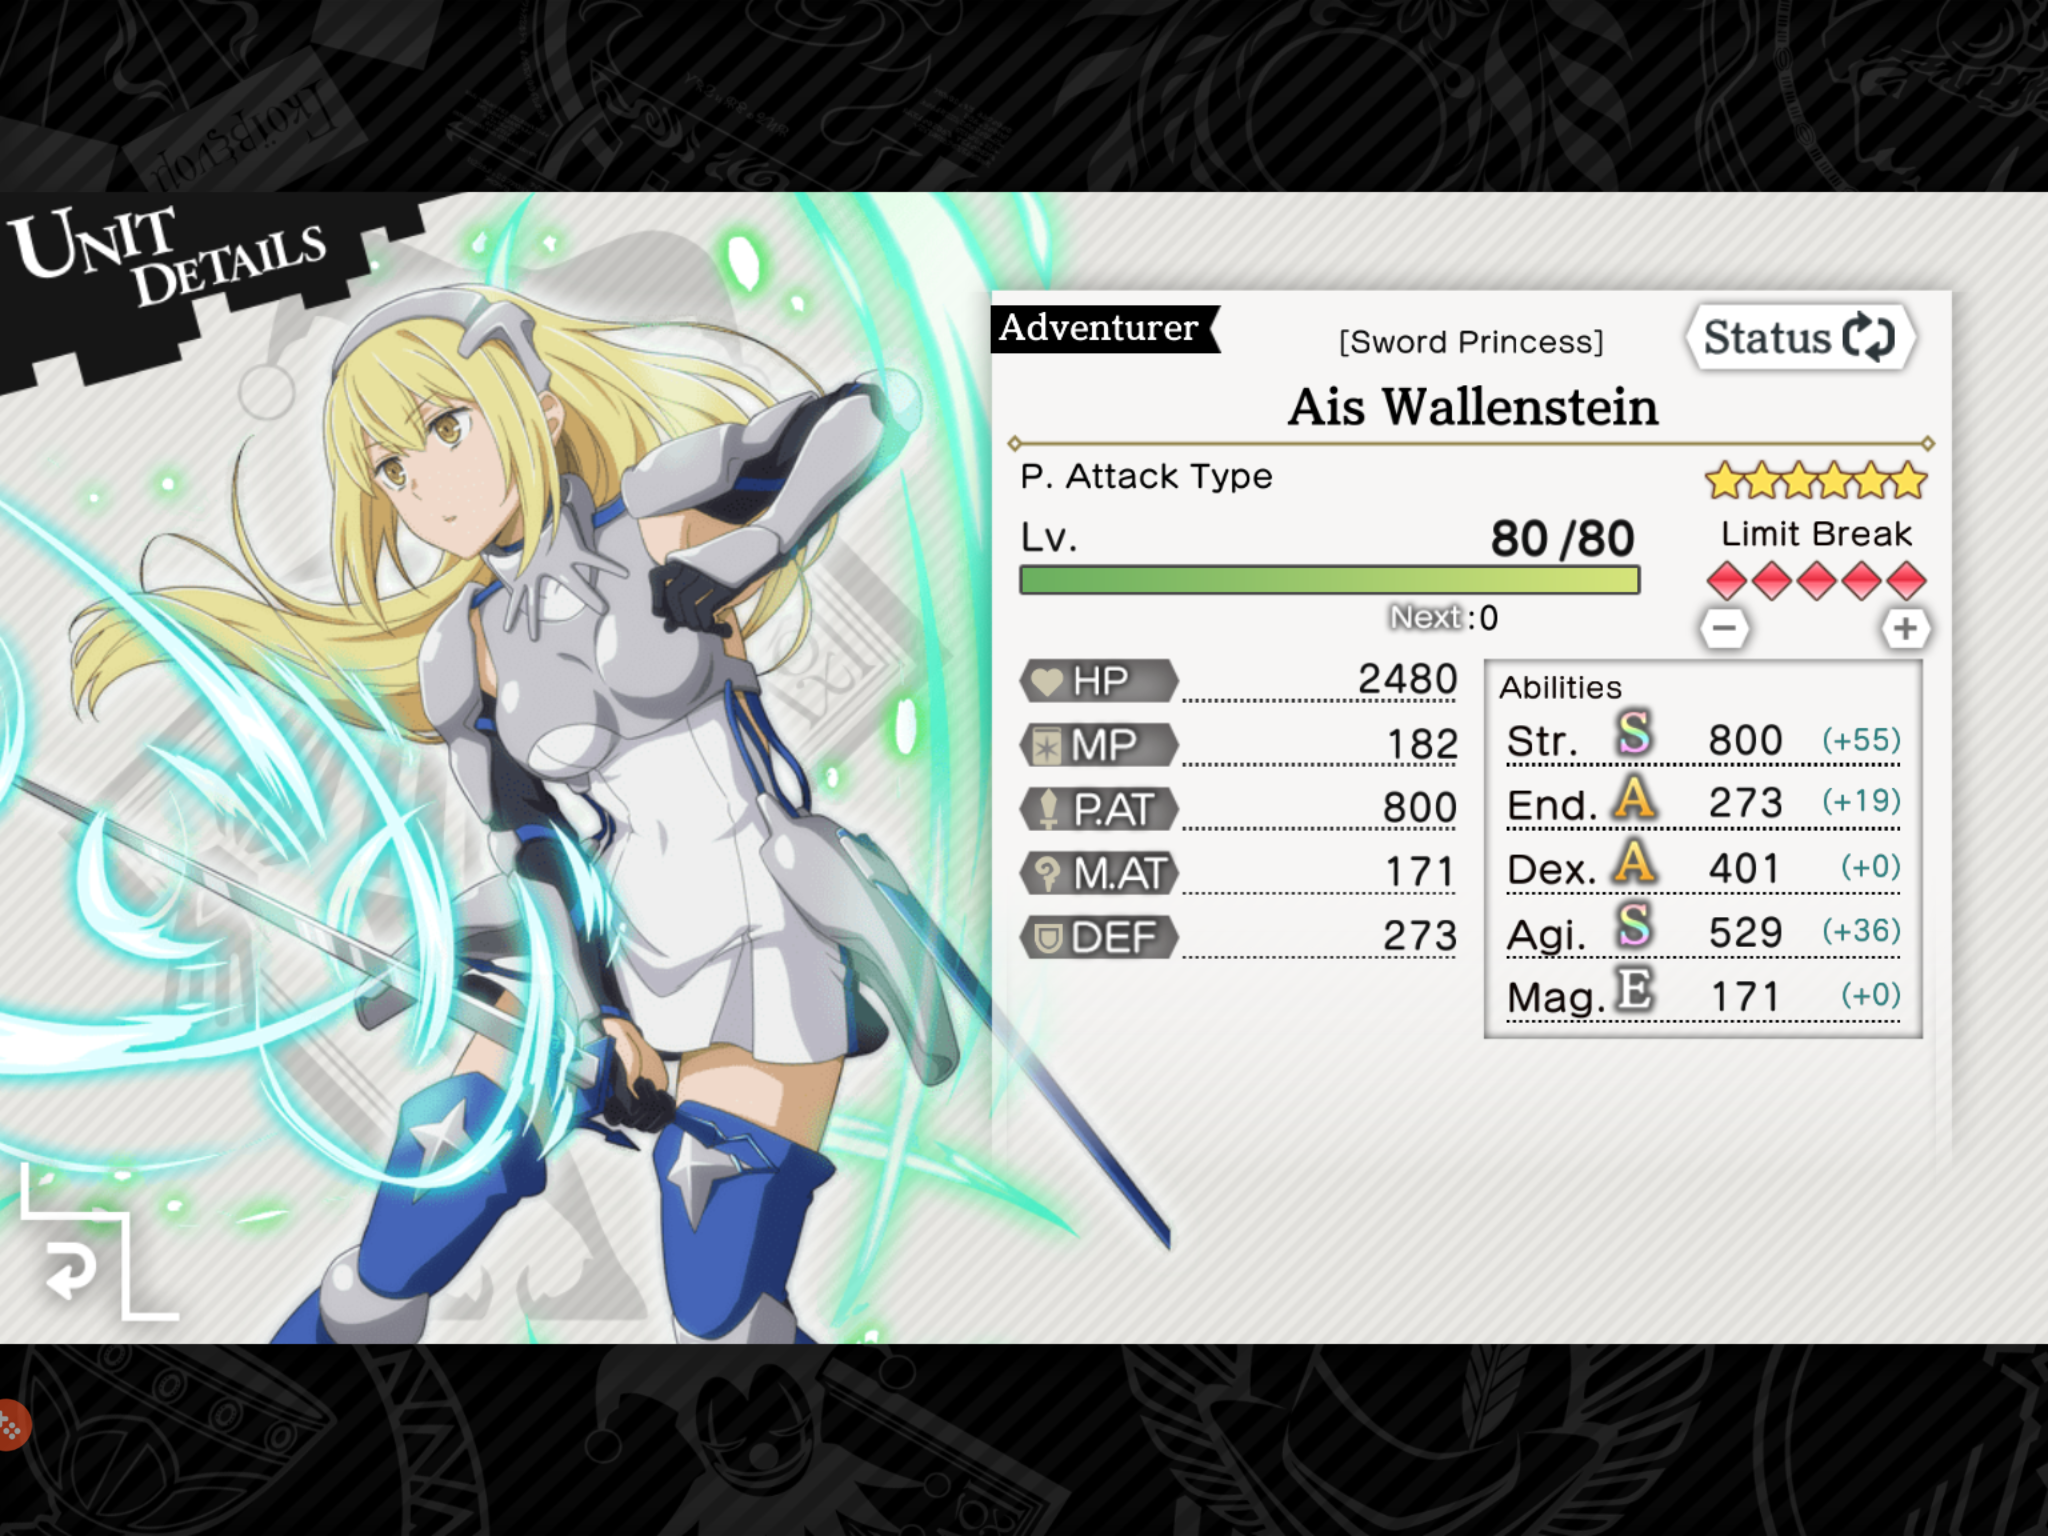 UNIT
DETAILS
Adventurer
[Sword Princess]
Status
Ais Wallenstein
P. Attack Type
Lv. 80 /80
Limit Break
Next:0
HP 2480
MP 182
P.AT 800
M.AT 171
DEF 273
Abilities
Str. S 800 (+55)
End. A 273 (+19)
Dex. A 401 (+0)
Agi. S 529 (+36)
Mag. E 171 (+0)